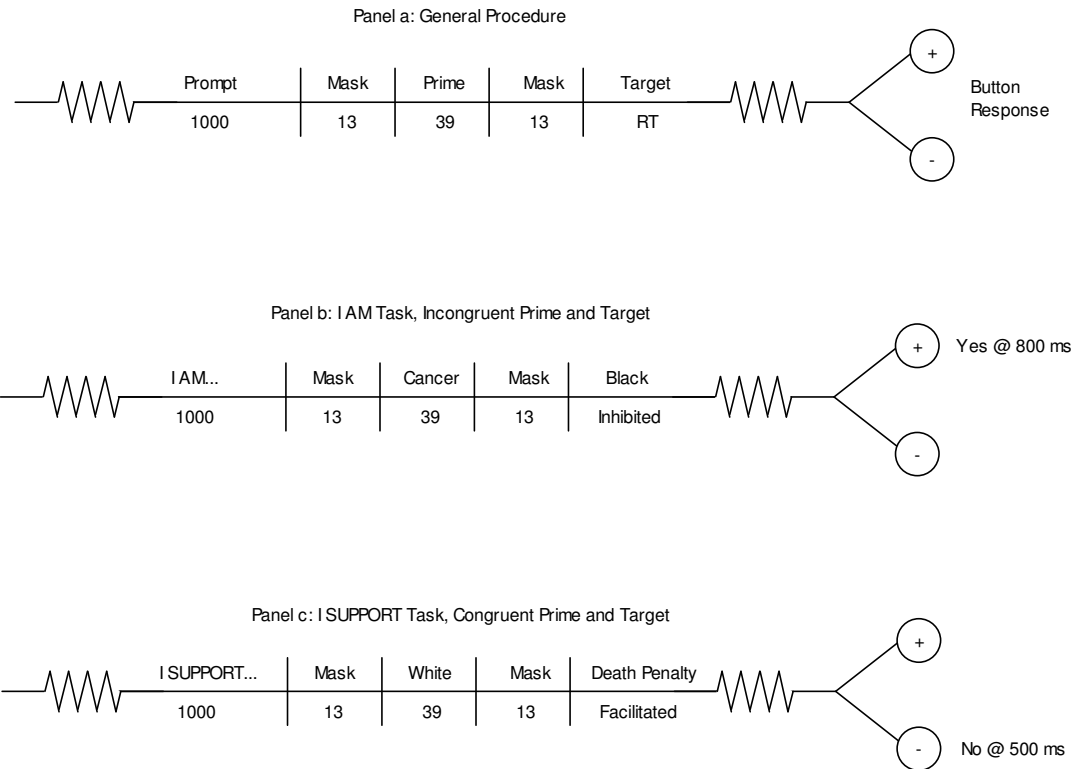 Panel a: General Procedure
+
Prompt Mask Prime Mask Target
Button
Response
1000 13 39 13 RT
-
Panel b: I AM Task, Incongruent Prime and Target
+ Yes @ 800 ms
I AM... Mask Cancer Mask Black
1000 13 39 13 Inhibited
-
Panel c: I SUPPORT Task, Congruent Prime and Target
+
I SUPPORT... Mask White Mask Death Penalty
1000 13 39 13 Facilitated
- No @ 500 ms